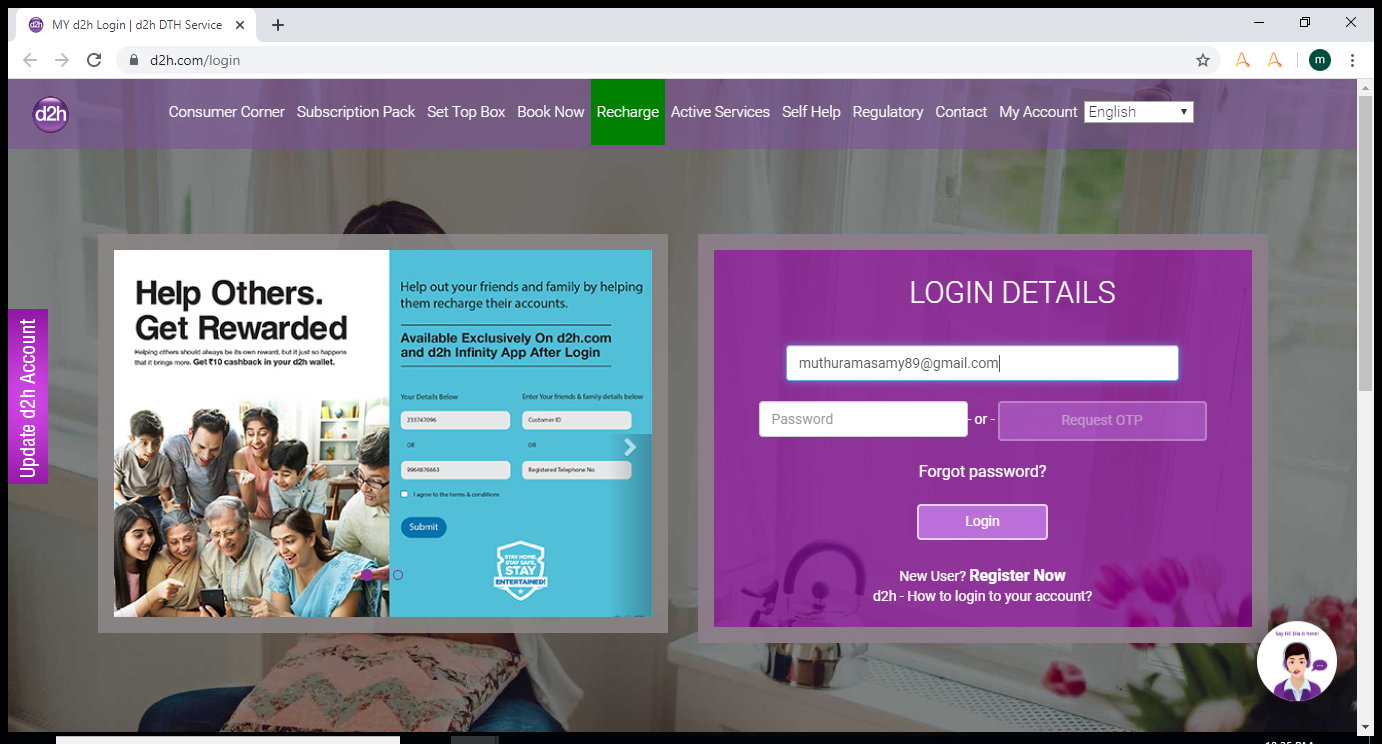 MY d2h Login | d2h DTH Service
d2h.com/login
m
d2h
Consumer Corner Subscription Pack Set Top Box Book Now Recharge Active Services Self Help Regulatory Contact My Account English
Update d2h Account
Help Others.
Get Rewarded
Helping others should always be its own reward, but it just so happens
that it brings more. Get ₹10 cashback in your d2h wallet.
Help out your friends and family by helping
them recharge their accounts.
Available Exclusively On d2h.com
and d2h Infinity App After Login
Your Details Below Enter Your friends & family details below
233747096 Customer ID
OR OR
9964876663 Registered Telephone No
I agree to the terms & conditions
Submit
STAY HOME,
STAY SAFE,
STAY
ENTERTAINED!
LOGIN DETAILS
muthuramasamy89@gmail.com
Password - or - Request OTP
Forgot password?
Login
New User? Register Now
d2h - How to login to your account?
Say Hi! Dia is here!